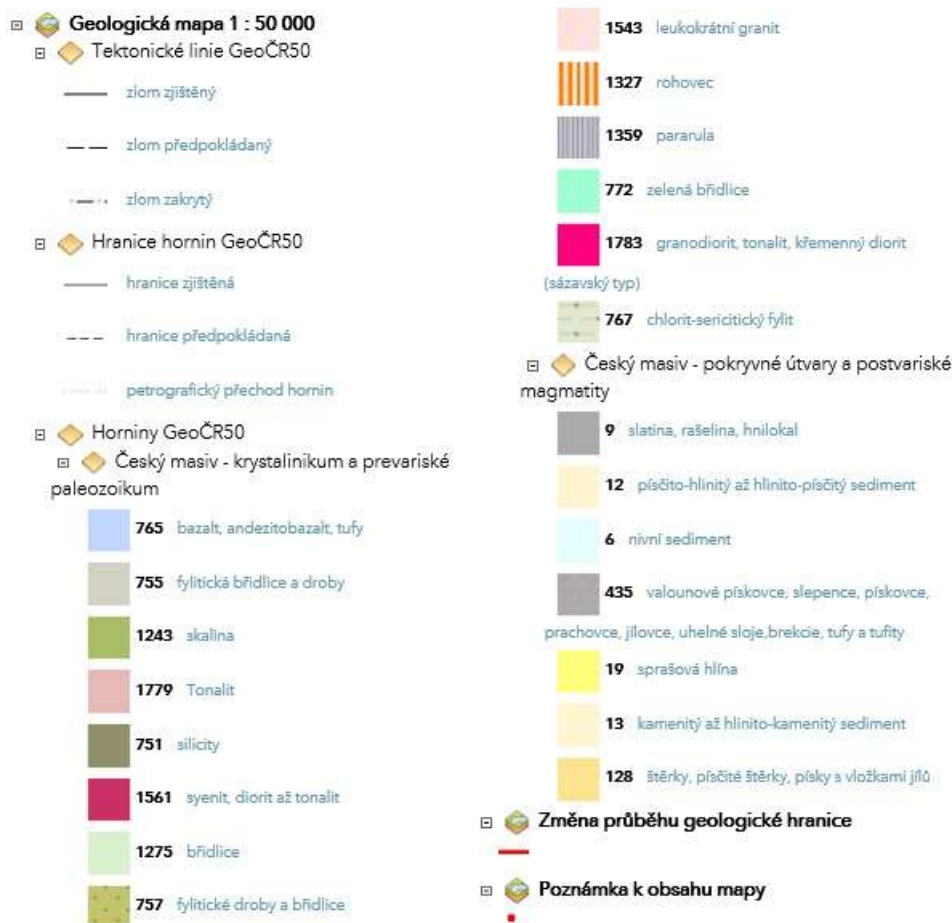 Geologická mapa 1 : 50 000
Tektonické linie GeoČR50
zlom zjištěný
zlom předpokládaný
zlom zakrytý
Hranice hornin GeoČR50
hranice zjištěná
hranice předpokládaná
petrografický přechod hornin
Horniny GeoČR50
Český masiv - krystalinikum a prevariské
paleozoikum
765 bazalt, andezitobazalt, tufy
755 fylitická břidlice a droby
1243 skalina
1779 Tonalit
751 silicity
1561 syenit, diorit až tonalit
1275 břidlice
757 fylitické droby a břidlice
1543 leukokrátní granit
1327 rohovec
1359 pararula
772 zelená břidlice
1783 granodiorit, tonalit, křemenný diorit
(sázavský typ)
767 chlorit-sericitický fylit
Český masiv - pokryvné útvary a postvariské
magmatity
9 slatina, rašelina, hnilokal
12 písčito-hlinitý až hlinito-písčitý sediment
6 nivní sediment
435 valounové pískovce, slepence, pískovce,
prachovce, jílovce, uhelné sloje,brekcie, tufy a tufity
19 sprašová hlína
13 kamenitý až hlinito-kamenitý sediment
128 štěrky, písčité štěrky, písky s vložkami jílů
Změna průběhu geologické hranice
Poznámka k obsahu mapy